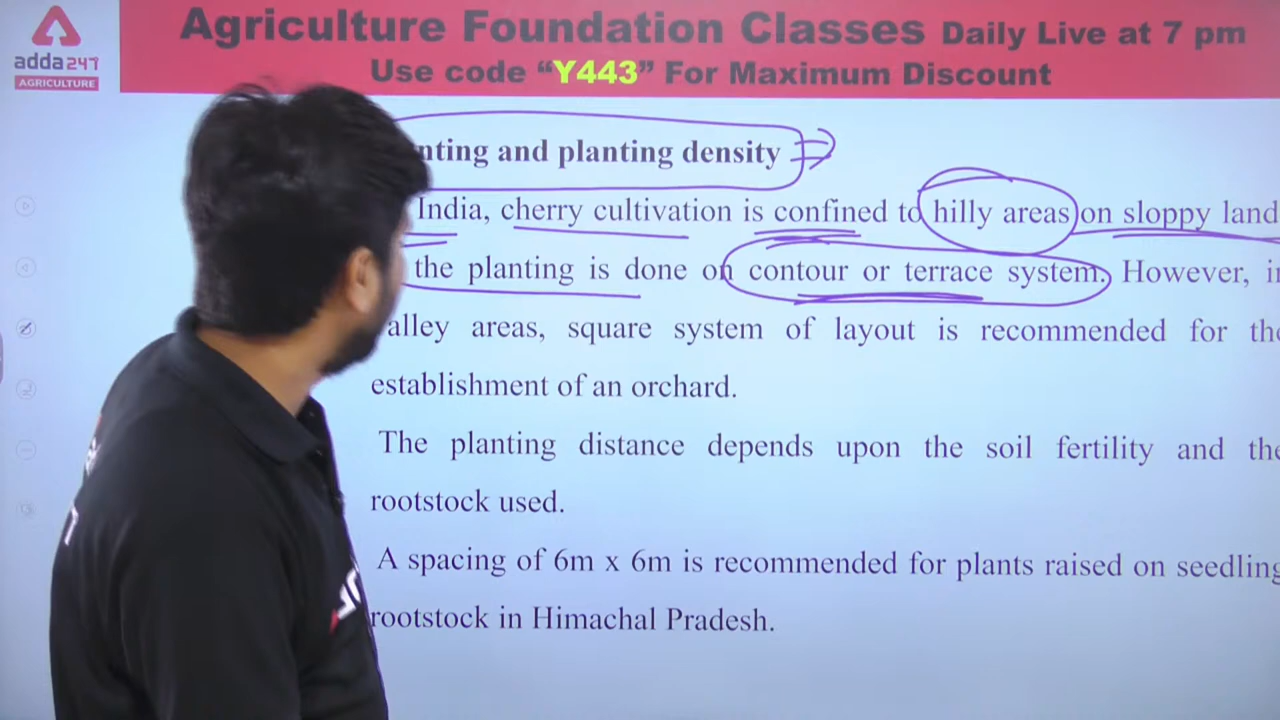 Agriculture Foundation Classes Daily Live at 7 pm
Use code “Y443” For Maximum Discount
adda247
AGRICULTURE
nting and planting density
India, cherry cultivation is confined to hilly areas on sloppy land
the planting is done on contour or terrace system. However, in
alley areas, square system of layout is recommended for the
establishment of an orchard.
The planting distance depends upon the soil fertility and the
rootstock used.
A spacing of 6m x 6m is recommended for plants raised on seedling
rootstock in Himachal Pradesh.